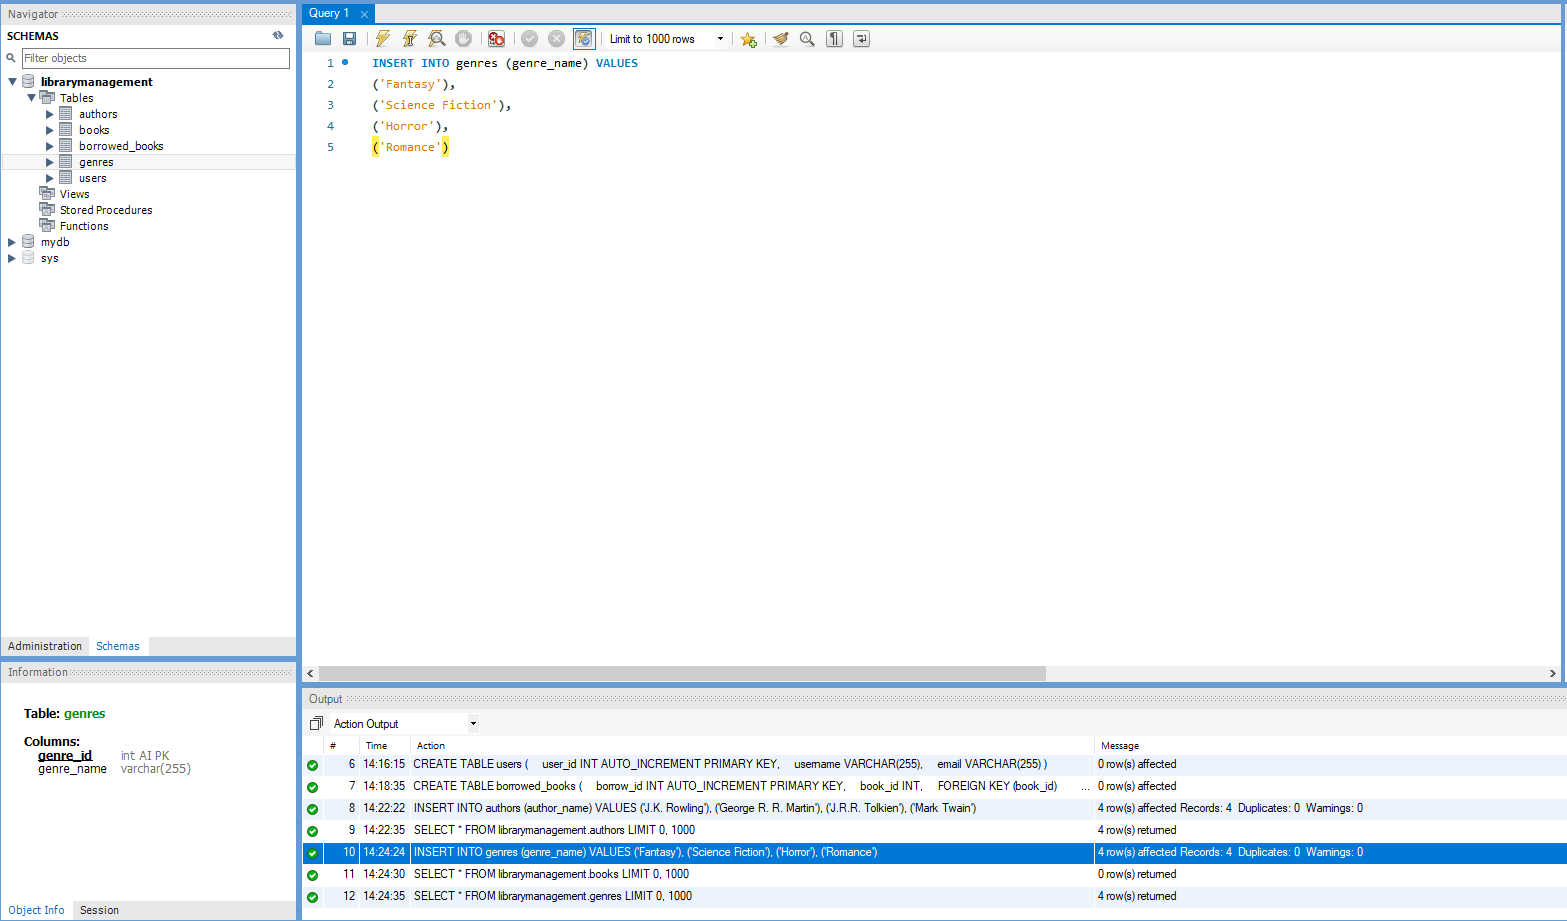 Navigator
SCHEMAS
Filter objects
librarymanagement
Tables
authors
books
borrowed_books
genres
users
Views
Stored Procedures
Functions
mydb
sys
Administration Schemas
Information
Table: genres
Columns:
genre_id int AI PK
genre_name varchar(255)
Object Info Session
Query 1
Limit to 1000 rows
1 INSERT INTO genres (genre_name) VALUES
2 ('Fantasy'),
3 ('Science Fiction'),
4 ('Horror'),
5 ('Romance')
Output
Action Output
# Time Action Message
6 14:16:15 CREATE TABLE users ( user_id INT AUTO_INCREMENT PRIMARY KEY, username VARCHAR(255), email VARCHAR(255) ) 0 row(s) affected
7 14:18:35 CREATE TABLE borrowed_books ( borrow_id INT AUTO_INCREMENT PRIMARY KEY, book_id INT, FOREIGN KEY (book_id) ... 0 row(s) affected
8 14:22:22 INSERT INTO authors (author_name) VALUES ('J.K. Rowling'), ('George R. R. Martin'), ('J.R.R. Tolkien'), ('Mark Twain') 4 row(s) affected Records: 4 Duplicates: 0 Warnings: 0
9 14:22:35 SELECT * FROM librarymanagement.authors LIMIT 0, 1000 4 row(s) returned
10 14:24:24 INSERT INTO genres (genre_name) VALUES ('Fantasy'), ('Science Fiction'), ('Horror'), ('Romance') 4 row(s) affected Records: 4 Duplicates: 0 Warnings: 0
11 14:24:30 SELECT * FROM librarymanagement.books LIMIT 0, 1000 0 row(s) returned
12 14:24:35 SELECT * FROM librarymanagement.genres LIMIT 0, 1000 4 row(s) returned